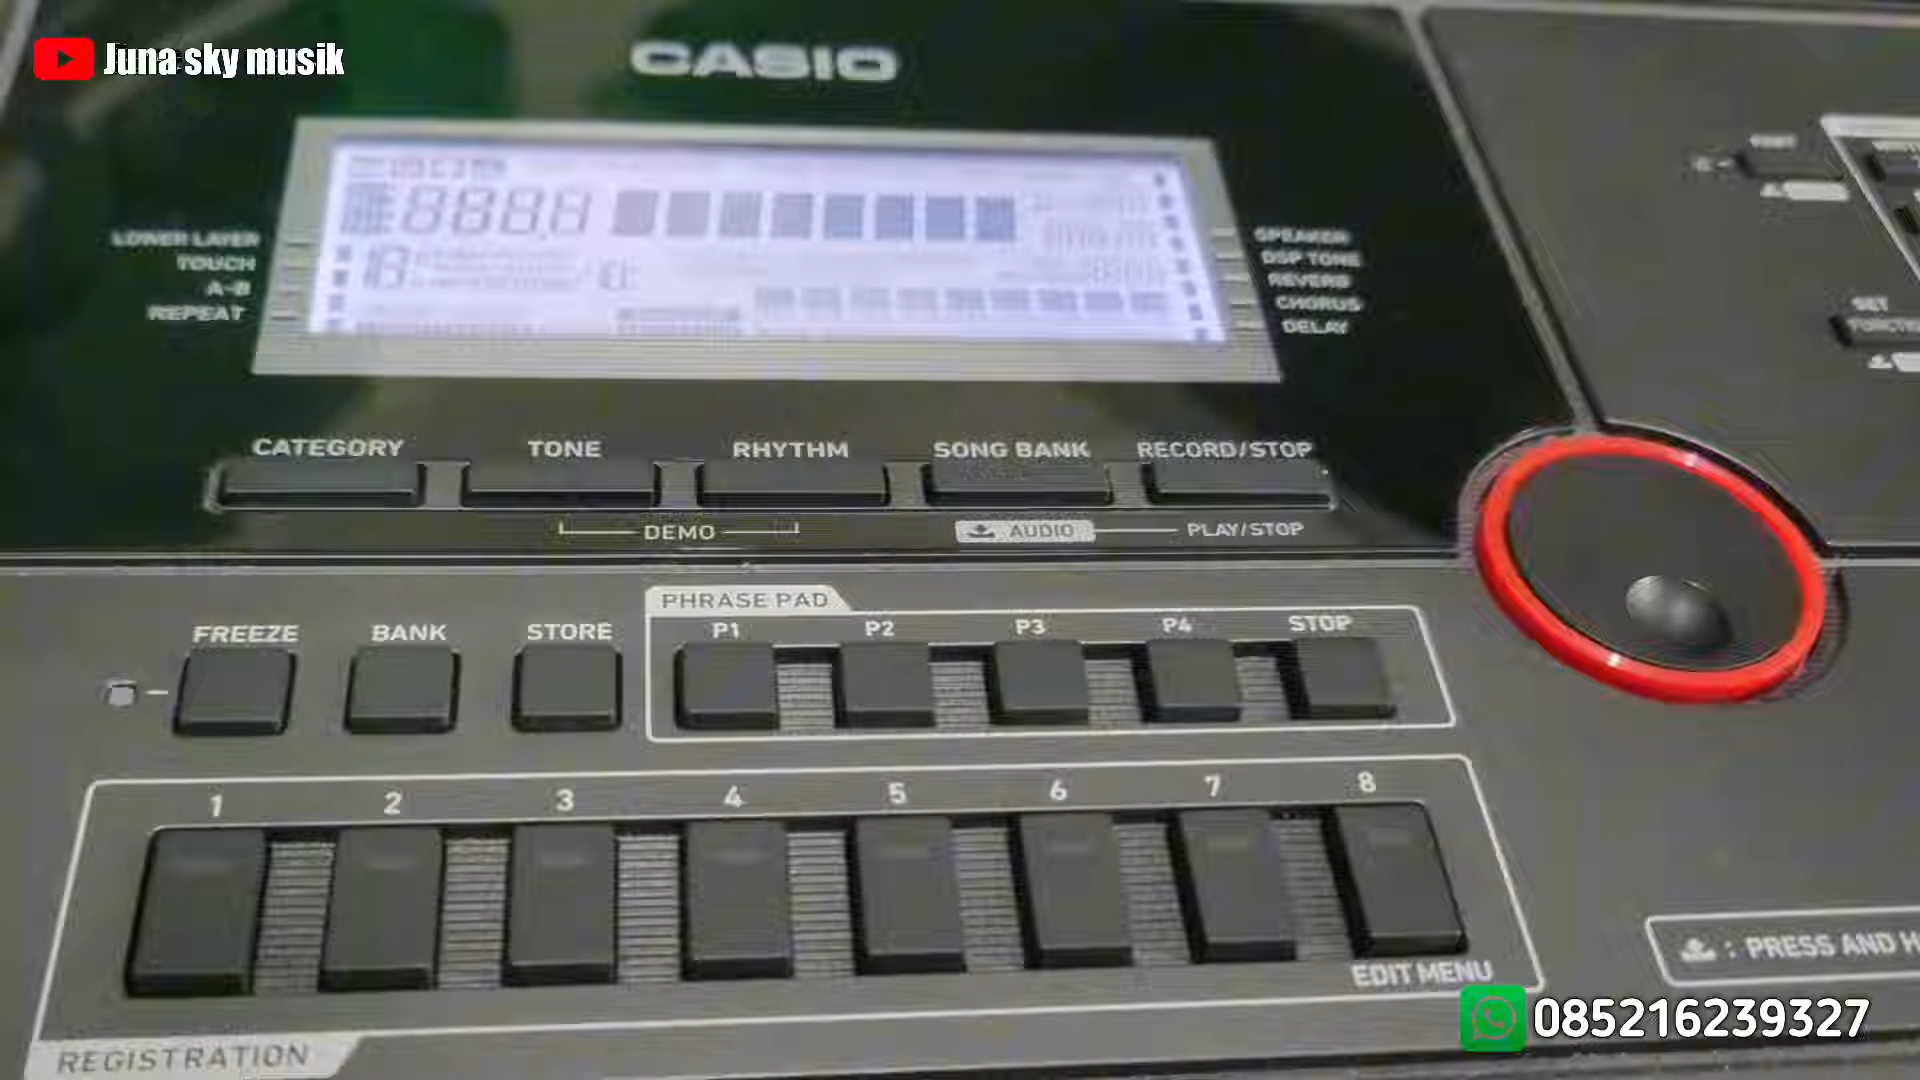 Juna sky musik
CASIO
LOWER LAYER
TOUCH
A-B
REPEAT
SPEAKER
DSP TONE
REVERB
CHORUS
DELAY
SET
CATEGORY TONE RHYTHM SONG BANK RECORD/STOP
DEMO AUDIO PLAY/STOP
PHRASE PAD
FREEZE BANK STORE P1 P2 P3 P4 STOP
1 2 3 4 5 6 7 8
EDIT MENU
: PRESS AND H
REGISTRATION
085216239327